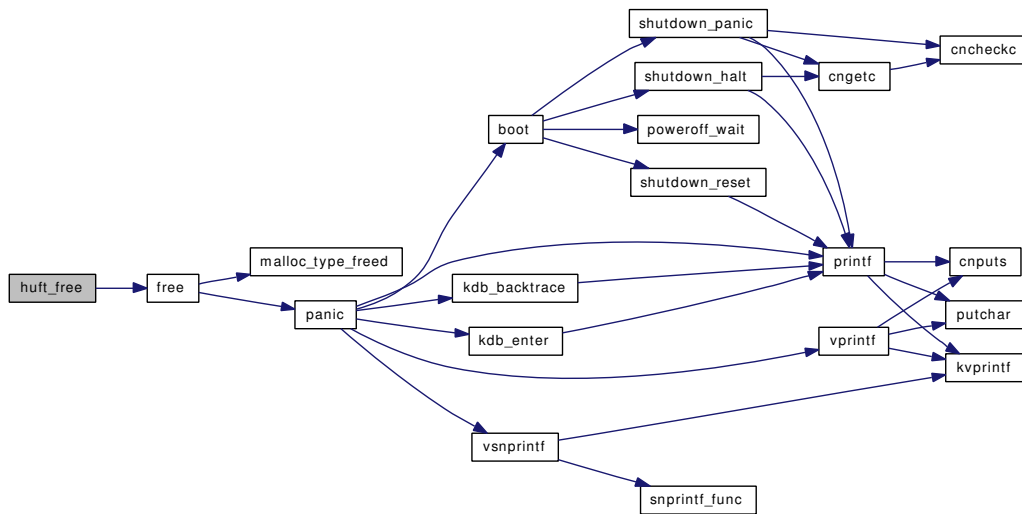 shutdown_panic
cncheckc
shutdown_halt
cngetc
boot
poweroff_wait
shutdown_reset
malloc_type_freed
printf
cnputs
huft_free
free
kdb_backtrace
panic
putchar
kdb_enter
vprintf
kvprintf
vsnprintf
snprintf_func